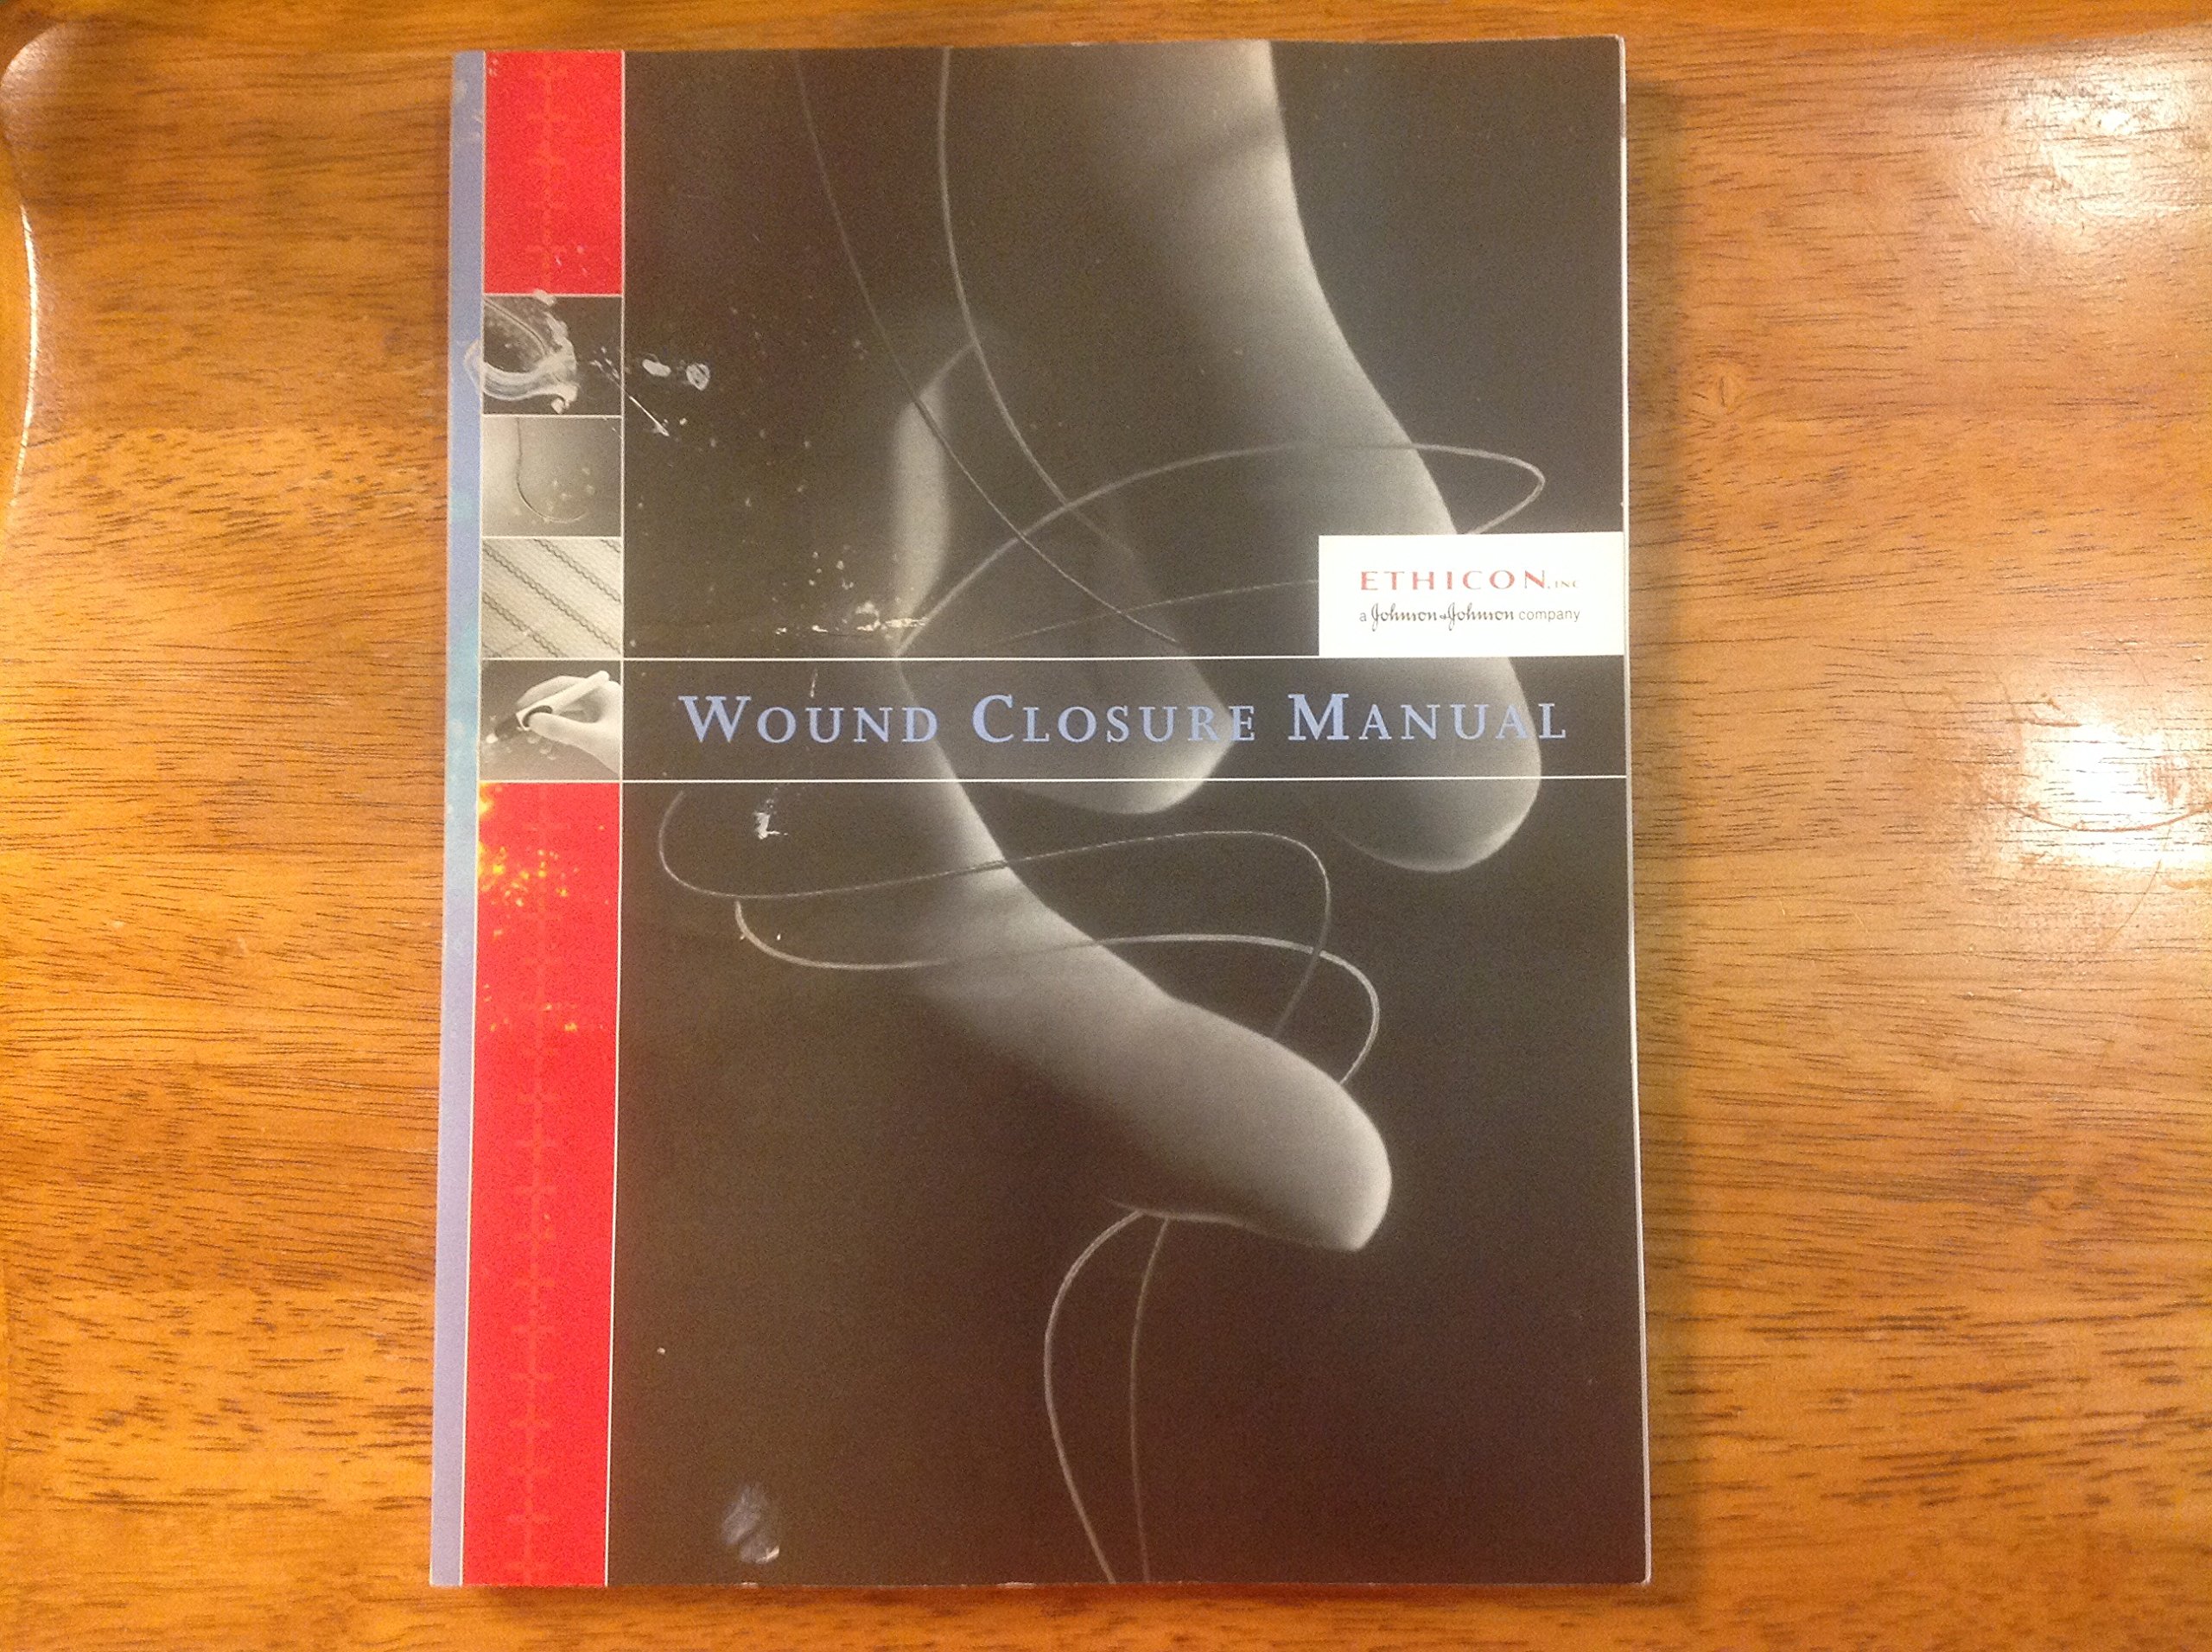 ETHICON, INC
a Johnson & Johnson company
WOUND CLOSURE MANUAL